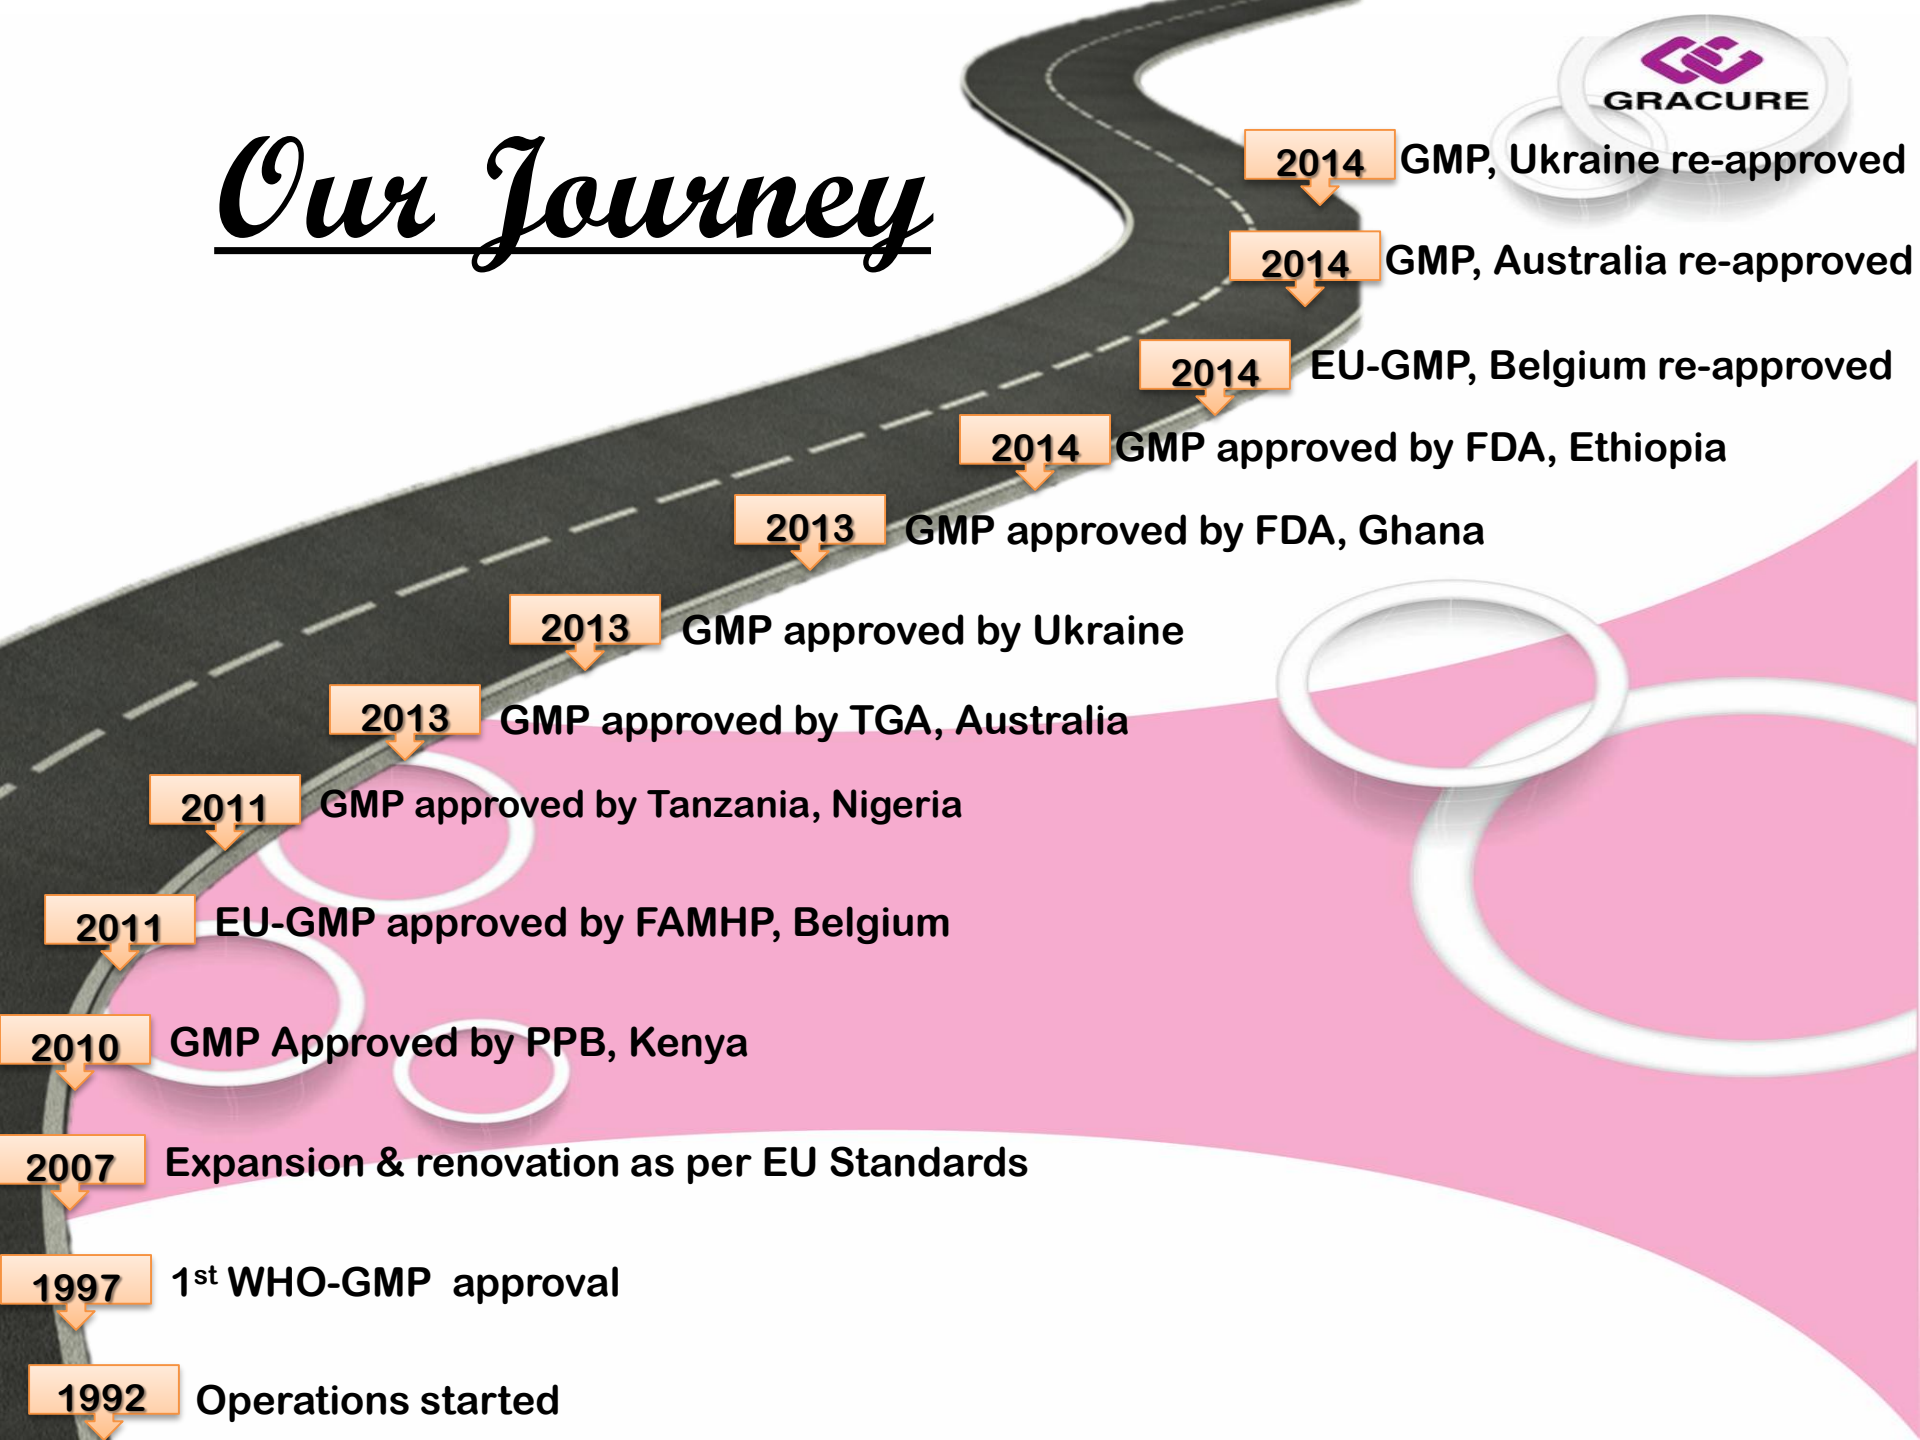 GRACURE
Our Journey
2014 GMP, Ukraine re-approved
2014 GMP, Australia re-approved
2014 EU-GMP, Belgium re-approved
2014 GMP approved by FDA, Ethiopia
2013 GMP approved by FDA, Ghana
2013 GMP approved by Ukraine
2013 GMP approved by TGA, Australia
2011 GMP approved by Tanzania, Nigeria
2011 EU-GMP approved by FAMHP, Belgium
2010 GMP Approved by PPB, Kenya
2007 Expansion & renovation as per EU Standards
1997 1st WHO-GMP approval
1992 Operations started